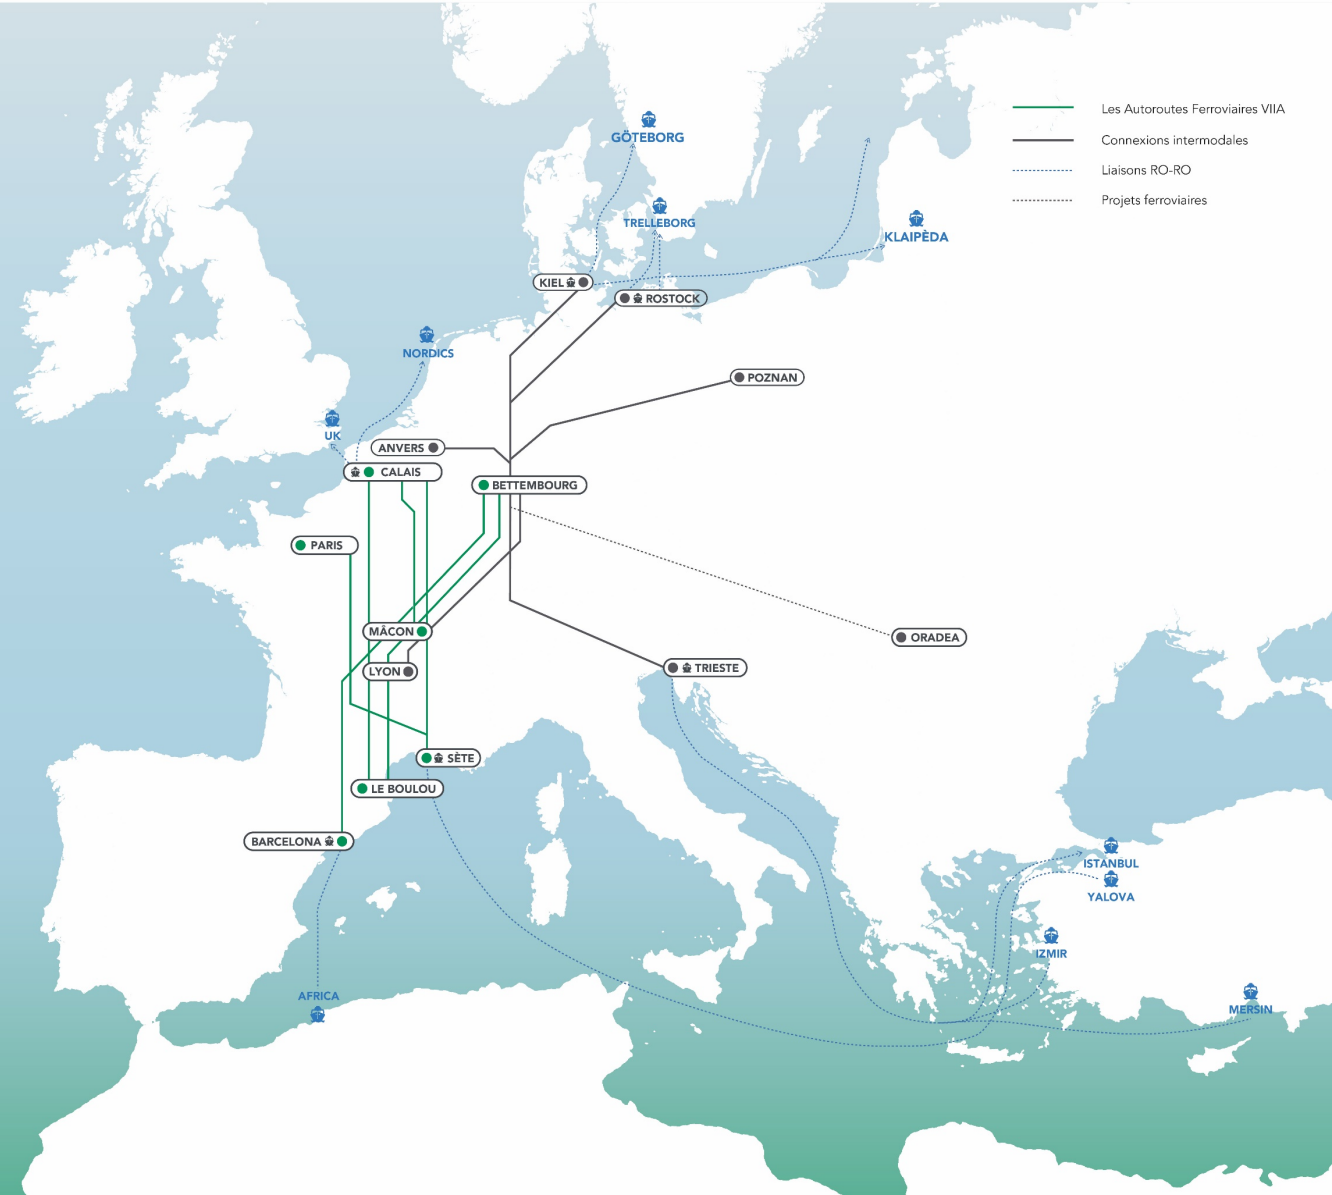 GÖTEBORG
Les Autoroutes Ferroviaires VIIA
Connexions intermodales
Liaisons RO-RO
Projets ferroviaires
TRELLEBORG
KLAIPÈDA
KIEL
ROSTOCK
NORDICS
POZNAN
UK
ANVERS
CALAIS
BETTEMBOURG
PARIS
MÂCON
ORADEA
LYON
TRIESTE
SÈTE
LE BOULOU
BARCELONA
ISTANBUL
YALOVA
IZMIR
AFRICA
MERSIN